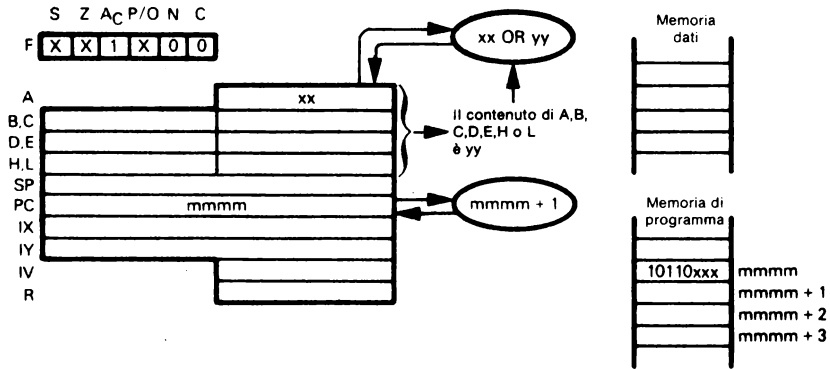 S Z AC P/O N C
F X X 1 X 0 0
xx OR yy
A xx
B,C
D,E
H,L
Il contenuto di A,B,
C,D,E,H o L
è yy
SP
PC mmmm
mmmm + 1
IX
IY
IV
R
Memoria
dati
Memoria di
programma
10110xxx mmmm
mmmm + 1
mmmm + 2
mmmm + 3